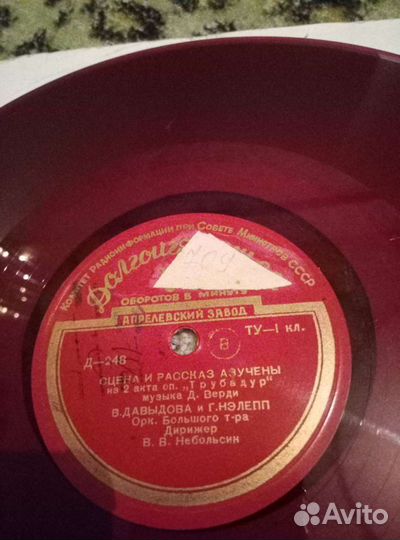 Комитет Радиоинформации при Совете Министров СССР
Долгоиг
оборотов в минуту
Апрелевский завод
ТУ—I кл.
Д—248
В
СЦЕНА И РАССКАЗ АЗУЧЕНЫ
из 2 акта оп. „Трубадур“
музыка Д. Верди
В.ДАВЫДОВА и Г.НЭЛЕПП
Орк. Большого т-ра
Дирижер
В. В. Небольсин
Avito